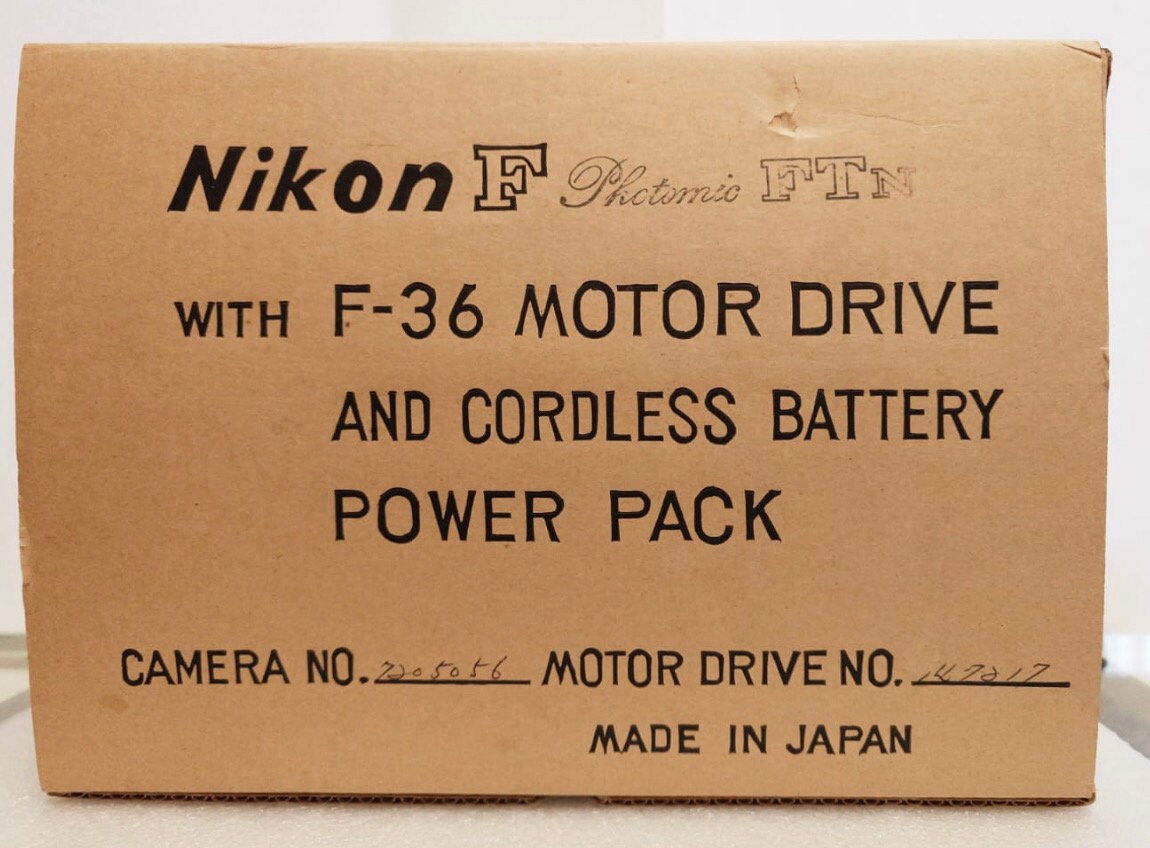 Nikon F Photomic FTN
WITH F-36 MOTOR DRIVE
AND CORDLESS BATTERY
POWER PACK
CAMERA NO. 7205056 MOTOR DRIVE NO. 147217
MADE IN JAPAN